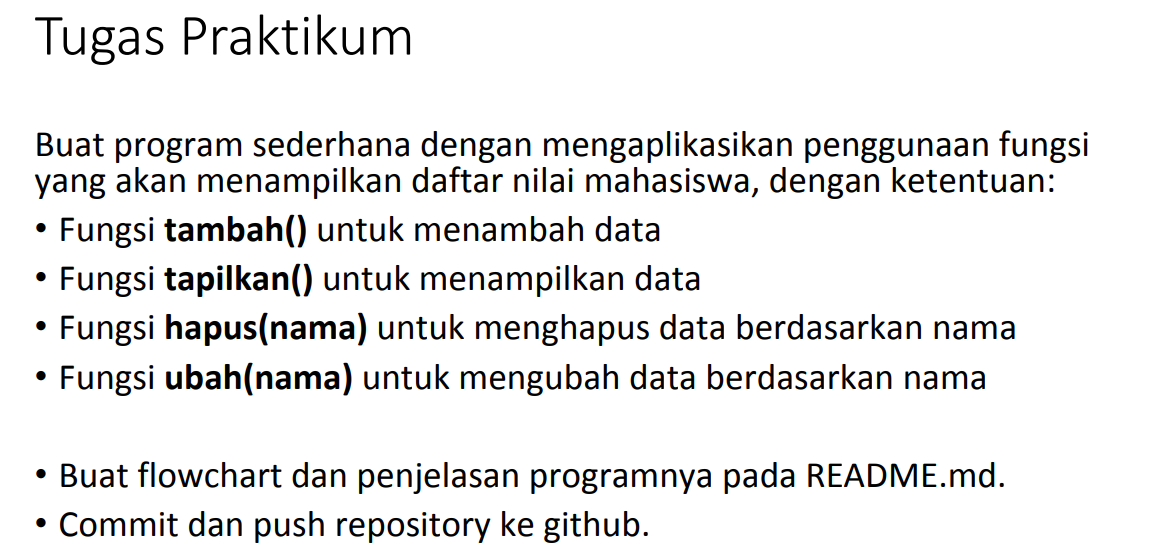 Tugas Praktikum
Buat program sederhana dengan mengaplikasikan penggunaan fungsi
yang akan menampilkan daftar nilai mahasiswa, dengan ketentuan:
• Fungsi tambah() untuk menambah data
• Fungsi tapilkan() untuk menampilkan data
• Fungsi hapus(nama) untuk menghapus data berdasarkan nama
• Fungsi ubah(nama) untuk mengubah data berdasarkan nama
• Buat flowchart dan penjelasan programnya pada README.md.
• Commit dan push repository ke github.